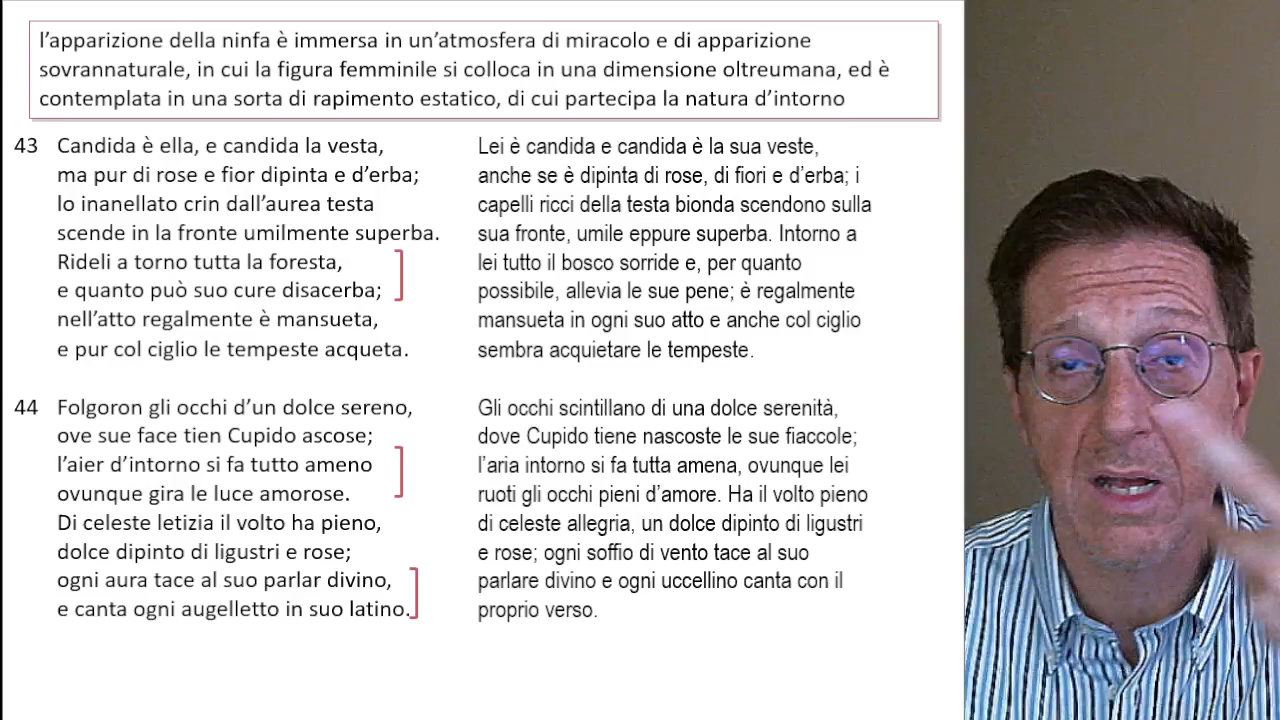 l'apparizione della ninfa è immersa in un'atmosfera di miracolo e di apparizione
sovrannaturale, in cui la figura femminile si colloca in una dimensione oltreumana, ed è
contemplata in una sorta di rapimento estatico, di cui partecipa la natura d'intorno
43 Candida è ella, e candida la vesta,
ma pur di rose e fior dipinta e d'erba;
lo inanellato crin dall'aurea testa
scende in la fronte umilmente superba.
Rideli a torno tutta la foresta,
e quanto può suo cure disacerba;
nell'atto regalmente è mansueta,
e pur col ciglio le tempeste acqueta.
Lei è candida e candida è la sua veste,
anche se è dipinta di rose, di fiori e d'erba; i
capelli ricci della testa bionda scendono sulla
sua fronte, umile eppure superba. Intorno a
lei tutto il bosco sorride e, per quanto
possibile, allevia le sue pene; è regalmente
mansueta in ogni suo atto e anche col ciglio
sembra acquietare le tempeste.
44 Folgoron gli occhi d'un dolce sereno,
ove sue face tien Cupido ascose;
l'aier d'intorno si fa tutto ameno
ovunque gira le luce amorose.
Di celeste letizia il volto ha pieno,
dolce dipinto di ligustri e rose;
ogni aura tace al suo parlar divino,
e canta ogni augelletto in suo latino.
Gli occhi scintillano di una dolce serenità,
dove Cupido tiene nascoste le sue fiaccole;
l'aria intorno si fa tutta amena, ovunque lei
ruoti gli occhi pieni d'amore. Ha il volto pieno
di celeste allegria, un dolce dipinto di ligustri
e rose; ogni soffio di vento tace al suo
parlare divino e ogni uccellino canta con il
proprio verso.